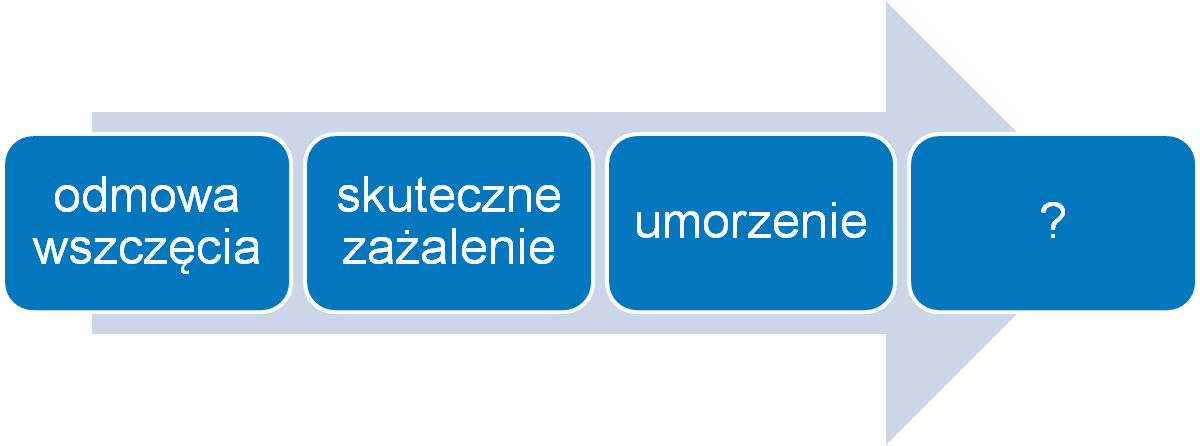 odmowa
wszczęcia
skuteczne
zażalenie
umorzenie
?